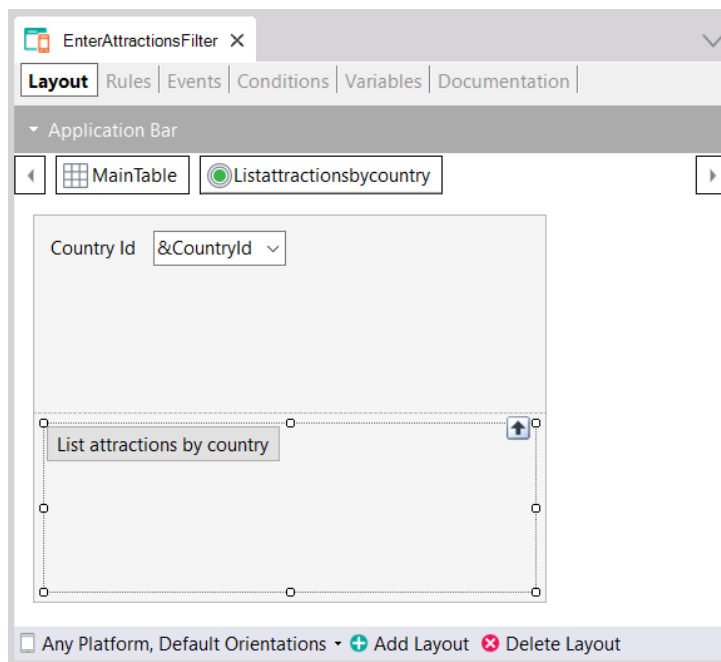 EnterAttractionsFilter
Layout Rules Events Conditions Variables Documentation
Application Bar
MainTable Listattractionsbycountry
Country Id &CountryId
List attractions by country
Any Platform, Default Orientations Add Layout Delete Layout